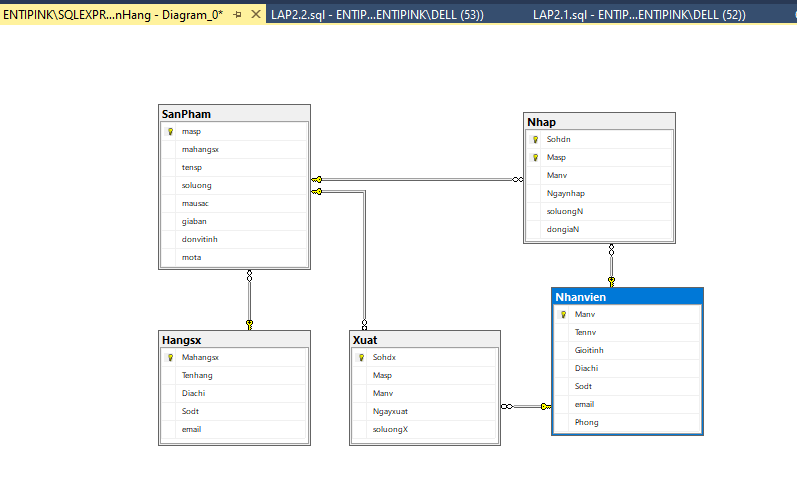 ENTIPINK\SQLEXPR...nHang - Diagram_0*
LAP2.2.sql - ENTIP...ENTIPINK\DELL (53))
LAP2.1.sql - ENTIP...ENTIPINK\DELL (52))
SanPham
masp
mahangsx
tensp
soluong
mausac
giaban
donvitinh
mota
Nhap
Sohdn
Masp
Manv
Ngaynhap
soluongN
dongiaN
Hangsx
Mahangsx
Tenhang
Diachi
Sodt
email
Xuat
Sohdx
Masp
Manv
Ngayxuat
soluongX
Nhanvien
Manv
Tennv
Gioitinh
Diachi
Sodt
email
Phong